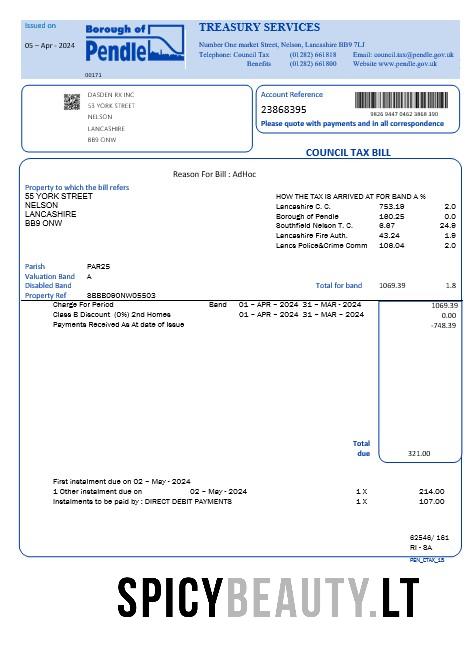 Issued on
05 – Apr - 2024
Borough of
Pendle
00171
TREASURY SERVICES
Number One market Street, Nelson, Lancashire BB9 7LJ
Telephone: Council Tax (01282) 661818 Email: council.tax@pendle.gov.uk
Benefits (01282) 661800 Website www.pendle.gov.uk
DASDEN RX INC
53 YORK STREET
NELSON
LANCASHIRE
BB9 ONW
Account Reference
23868395
9826 9447 0462 3868 390
Please quote with payments and in all correspondence
COUNCIL TAX BILL
Reason For Bill : AdHoc
Property to which the bill refers
55 YORK STREET
NELSON
LANCASHIRE
BB9 ONW
HOW THE TAX IS ARRIVED AT FOR BAND A %
Lancashire C. C. 753.19 2.0
Borough of Pendle 160.25 0.0
Southfield Nelson T. C. 6.67 24.9
Lancashire Fire Auth. 43.24 1.9
Lancs Police&Crime Comm 106.04 2.0
Parish PAR25
Valuation Band A
Disabled Band
Total for band 1069.39 1.8
Property Ref SBBB090NW05503
Charge For Period Band 01 – APR – 2024 31 – MAR - 2024 1069.39
Class B Discount (0%) 2nd Homes 01 – APR – 2024 31 – MAR – 2024 0.00
Payments Received As At date of issue -748.39
Total
due 321.00
First instalment due on 02 – May - 2024
1 Other instalment due on 02 – May - 2024 1 X 214.00
Instalments to be paid by : DIRECT DEBIT PAYMENTS 1 X 107.00
62546/ 161
RI - SA
PEN_CTAX_15
SPICYBEAUTY.LT